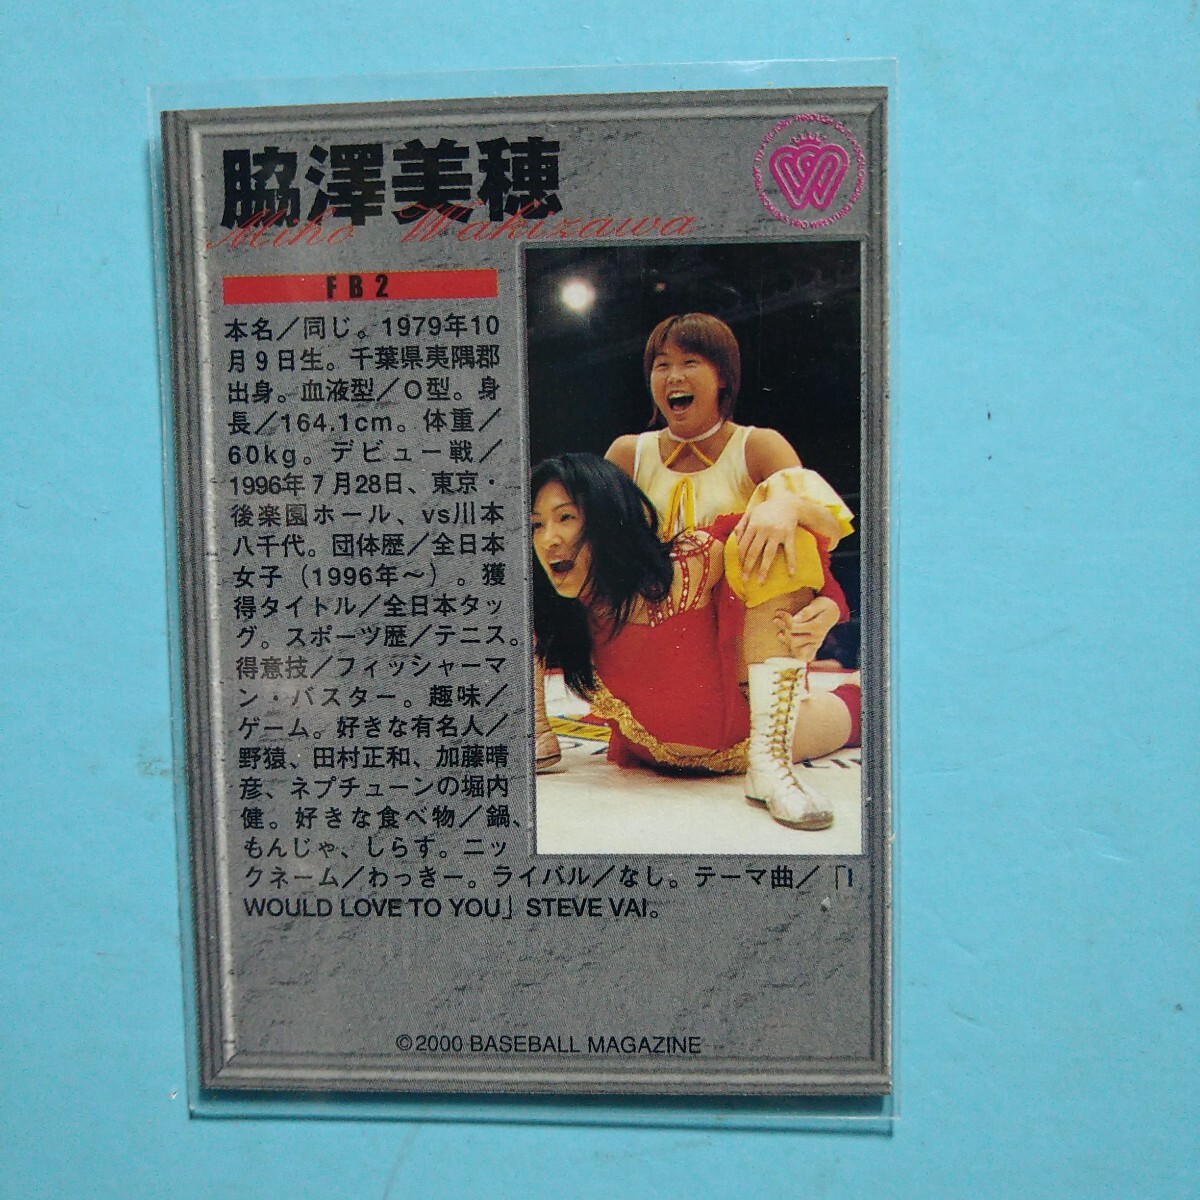 脇澤美穂
Miho Wakizawa
FB2
本名／同じ。1979年10
月9日生。千葉県夷隅郡
出身。血液型／O型。身
長／164.1cm。体重／
60kg。デビュー戦／
1996年7月28日、東京・
後楽園ホール、vs川本
八千代。団体歴／全日本
女子（1996年～）。獲
得タイトル／全日本タッ
グ。スポーツ歴／テニス。
得意技／フィッシャーマ
ン・バスター。趣味／
ゲーム。好きな有名人／
野猿、田村正和、加藤晴
彦、ネプチューンの堀内
健。好きな食べ物／鍋、
もんじゃ、しらす。ニッ
クネーム／わっきー。ライバル／なし。テーマ曲／「I
WOULD LOVE TO YOU」STEVE VAI。
©2000 BASEBALL MAGAZINE